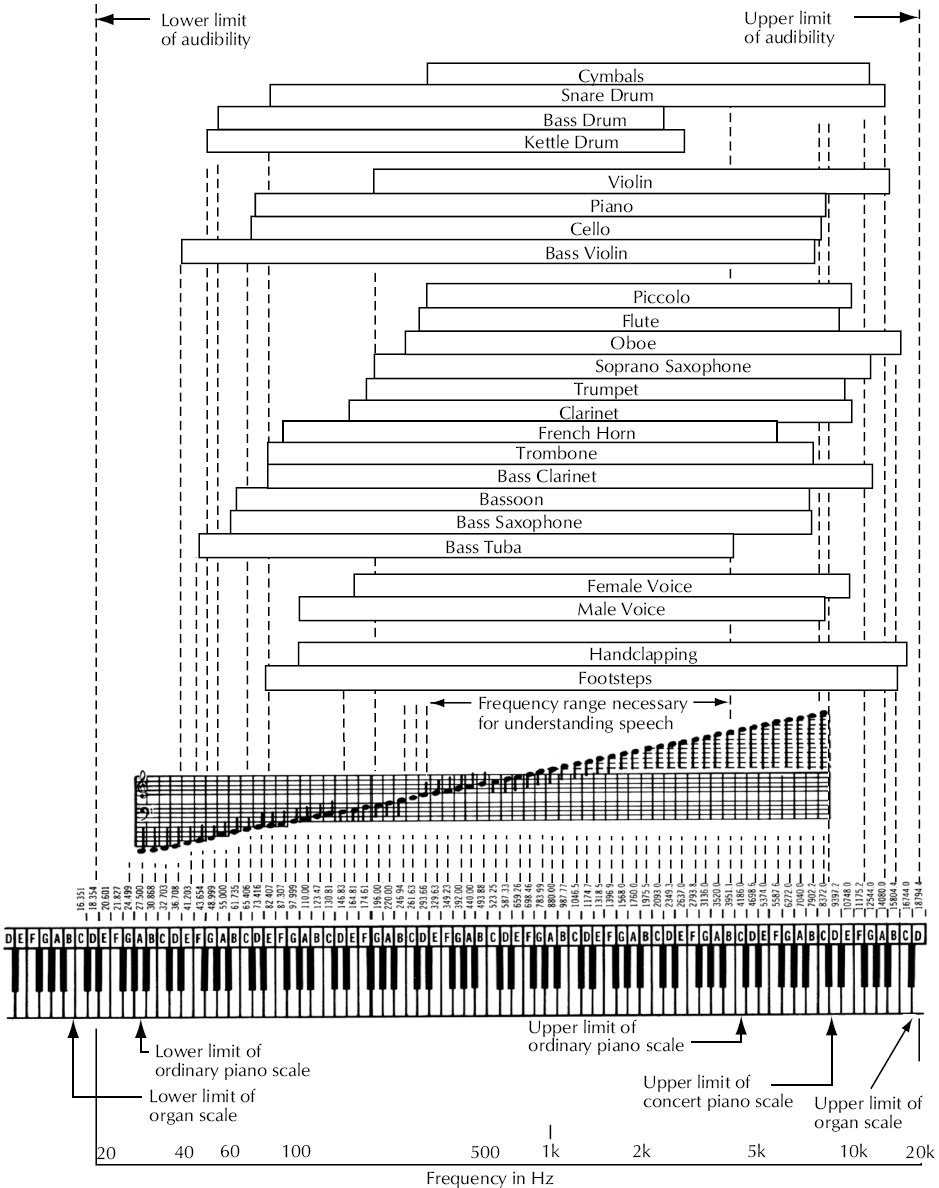 Lower limit
of audibility
Upper limit
of audibility
Cymbals
Snare Drum
Bass Drum
Kettle Drum
Violin
Piano
Cello
Bass Violin
Piccolo
Flute
Oboe
Soprano Saxophone
Trumpet
Clarinet
French Horn
Trombone
Bass Clarinet
Bassoon
Bass Saxophone
Bass Tuba
Female Voice
Male Voice
Handclapping
Footsteps
Frequency range necessary
for understanding speech
16.351 18.354 20.601 21.827 24.499 27.500 30.868 32.703 36.708 41.203 43.654 48.999 55.000 61.735 65.406 73.416 82.407 87.307 97.999 110.00 123.47 130.81 146.83 164.81 174.61 196.00 220.00 246.94 261.63 293.66 329.63 349.23 392.00 440.00 493.88 523.25 587.33 659.26 698.46 783.99 880.00 987.77 1046.5 1174.7 1318.5 1396.9 1568.0 1760.0 1975.5 2093.0 2349.3 2637.0 2793.8 3136.0 3520.0 3951.1 4186.0 4698.6 5587.6 6272.0 7040.0 7902.2 8372.0 9397.2 10748.0 11175.2 12544.0 14080.0 15804.4 16744.0 18794.4
D E F G A B C D E F G A B C D E F G A B C D E F G A B C D E F G A B C D E F G A B C D E F G A B C D E F G A B C D E F G A B C D E F G A B C D E F G A B C D
Lower limit of
ordinary piano scale
Lower limit of
organ scale
Upper limit of
ordinary piano scale
Upper limit of
concert piano scale
Upper limit of
organ scale
20 40 60 100 500 1k 2k 5k 10k 20k
Frequency in Hz